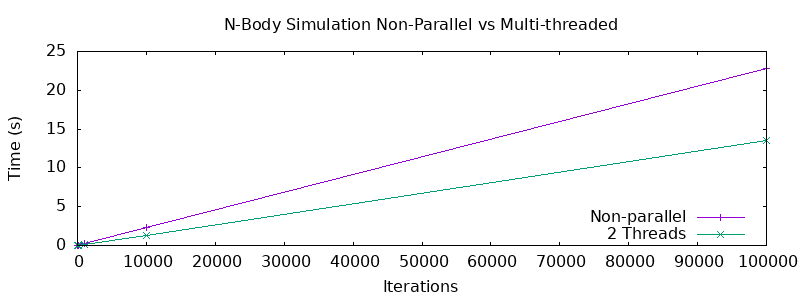 N-Body Simulation Non-Parallel vs Multi-threaded
25
20
15
10
5
0
Time (s)
Non-parallel
2 Threads
0 10000 20000 30000 40000 50000 60000 70000 80000 90000 100000
Iterations